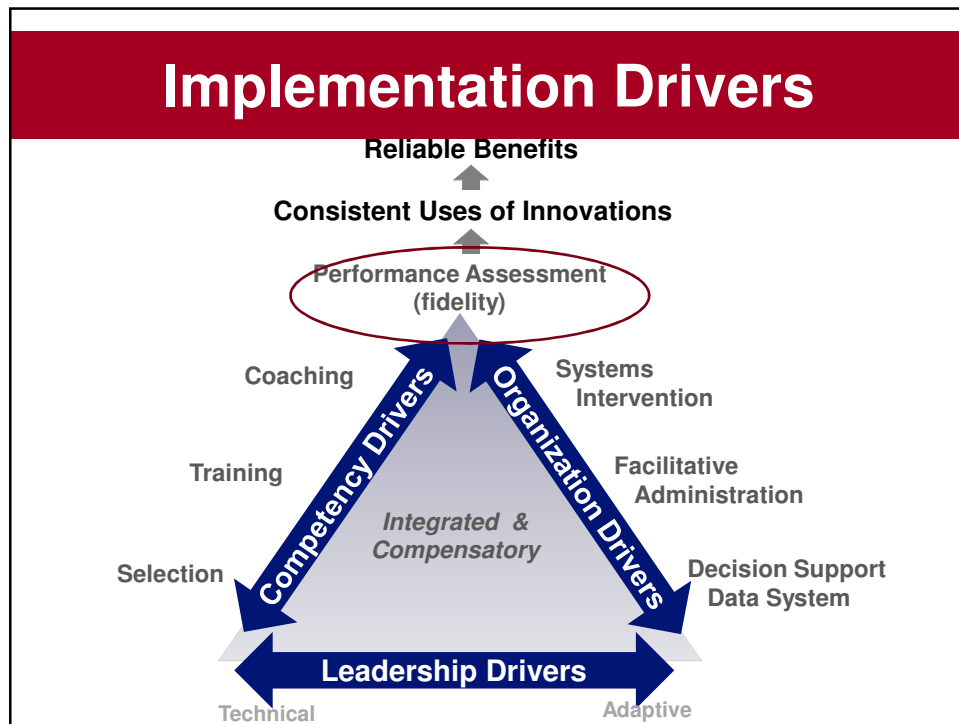 Implementation Drivers
Reliable Benefits
Consistent Uses of Innovations
Performance Assessment
(fidelity)
Coaching
Training
Selection
Competency Drivers
Integrated &
Compensatory
Organization Drivers
Systems
Intervention
Facilitative
Administration
Decision Support
Data System
Leadership Drivers
Technical
Adaptive